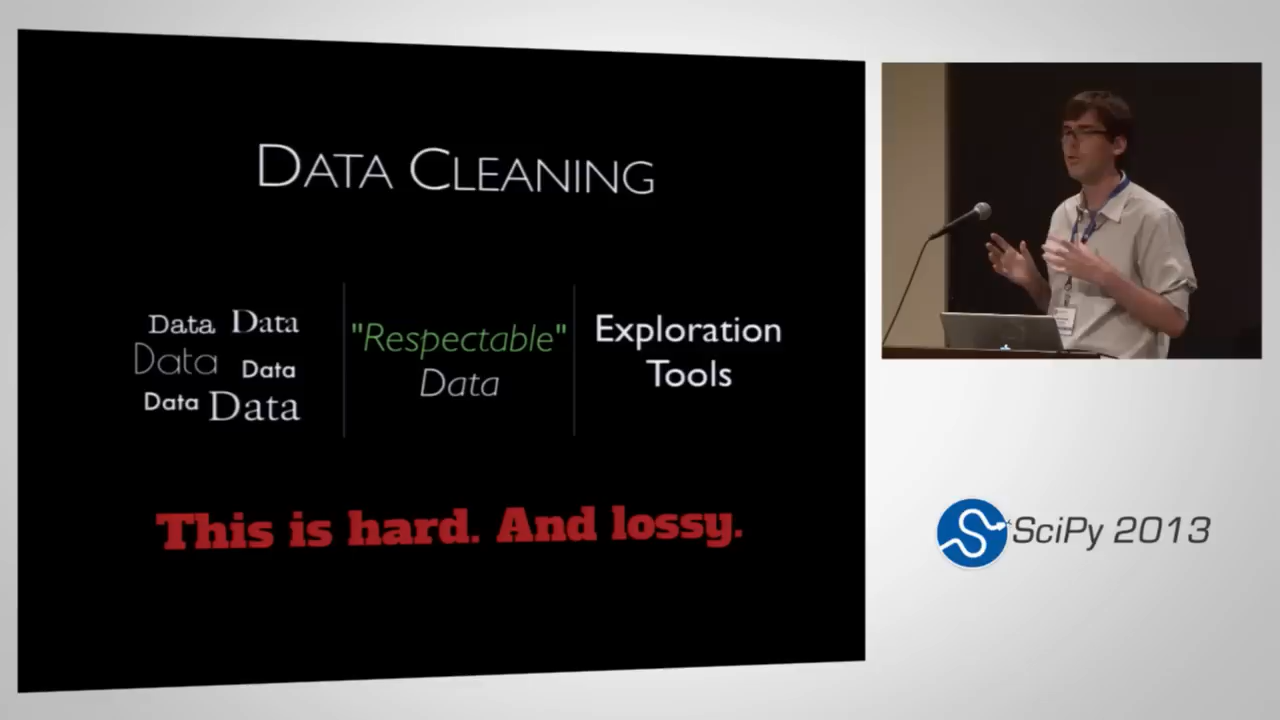 DATA CLEANING
Data Data
Data Data
Data Data
"Respectable"
Data
Exploration
Tools
This is hard. And lossy.
SciPy 2013